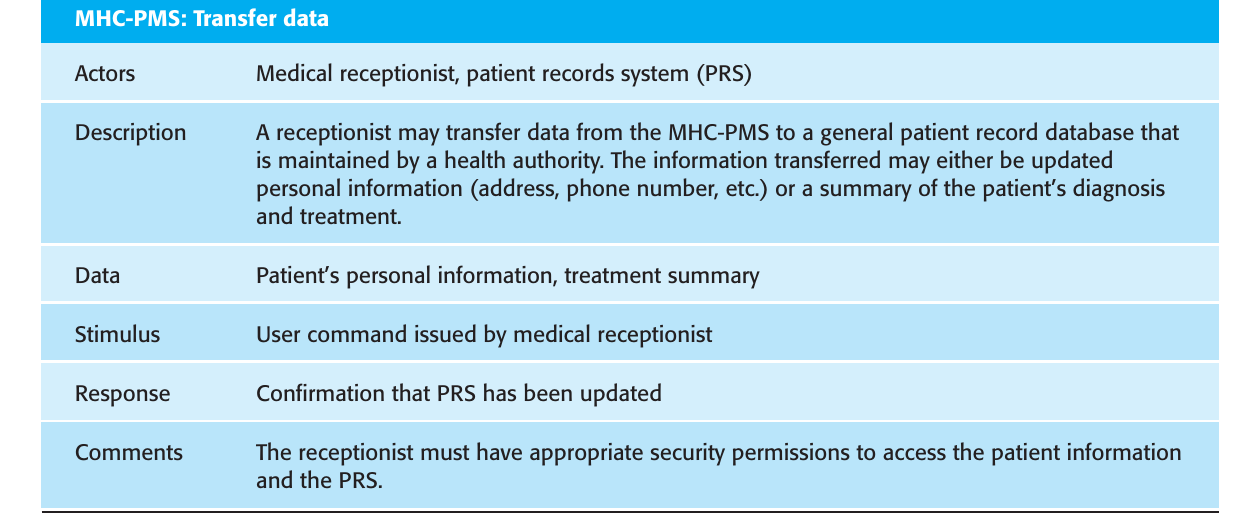 MHC-PMS: Transfer data
Actors Medical receptionist, patient records system (PRS)
Description A receptionist may transfer data from the MHC-PMS to a general patient record database that
is maintained by a health authority. The information transferred may either be updated
personal information (address, phone number, etc.) or a summary of the patient’s diagnosis
and treatment.
Data Patient’s personal information, treatment summary
Stimulus User command issued by medical receptionist
Response Confirmation that PRS has been updated
Comments The receptionist must have appropriate security permissions to access the patient information
and the PRS.